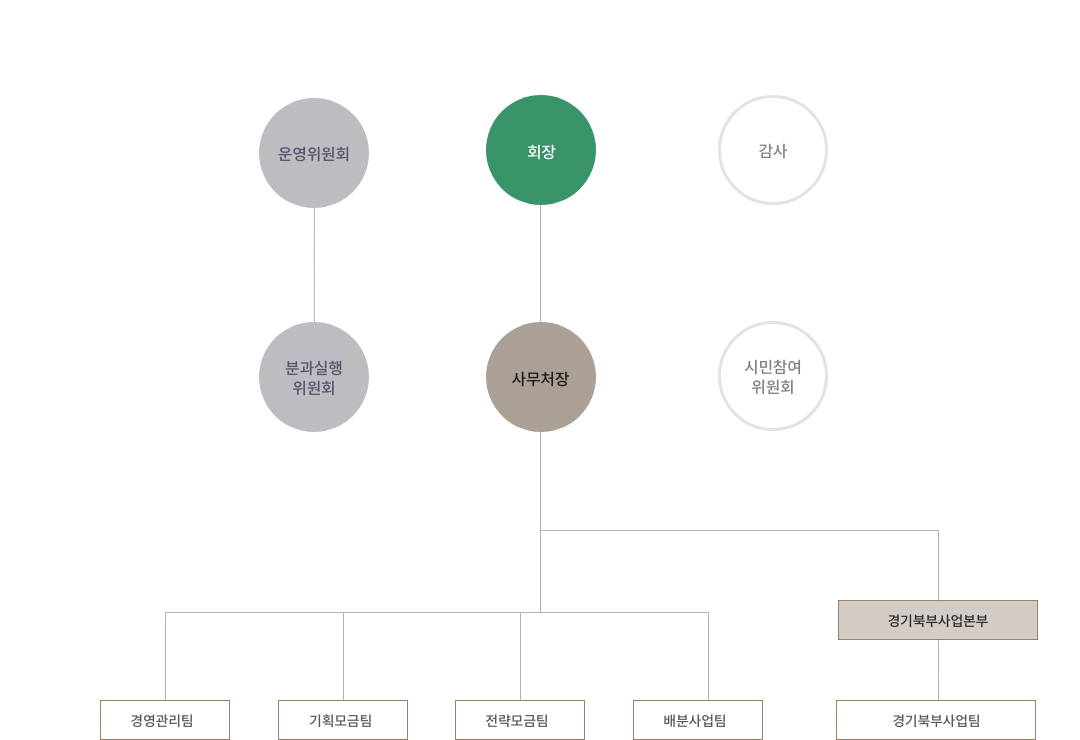 운영위원회
회장
감사
분과실행
위원회
사무처장
시민참여
위원회
경기북부사업본부
경영관리팀
기획모금팀
전략모금팀
배분사업팀
경기북부사업팀